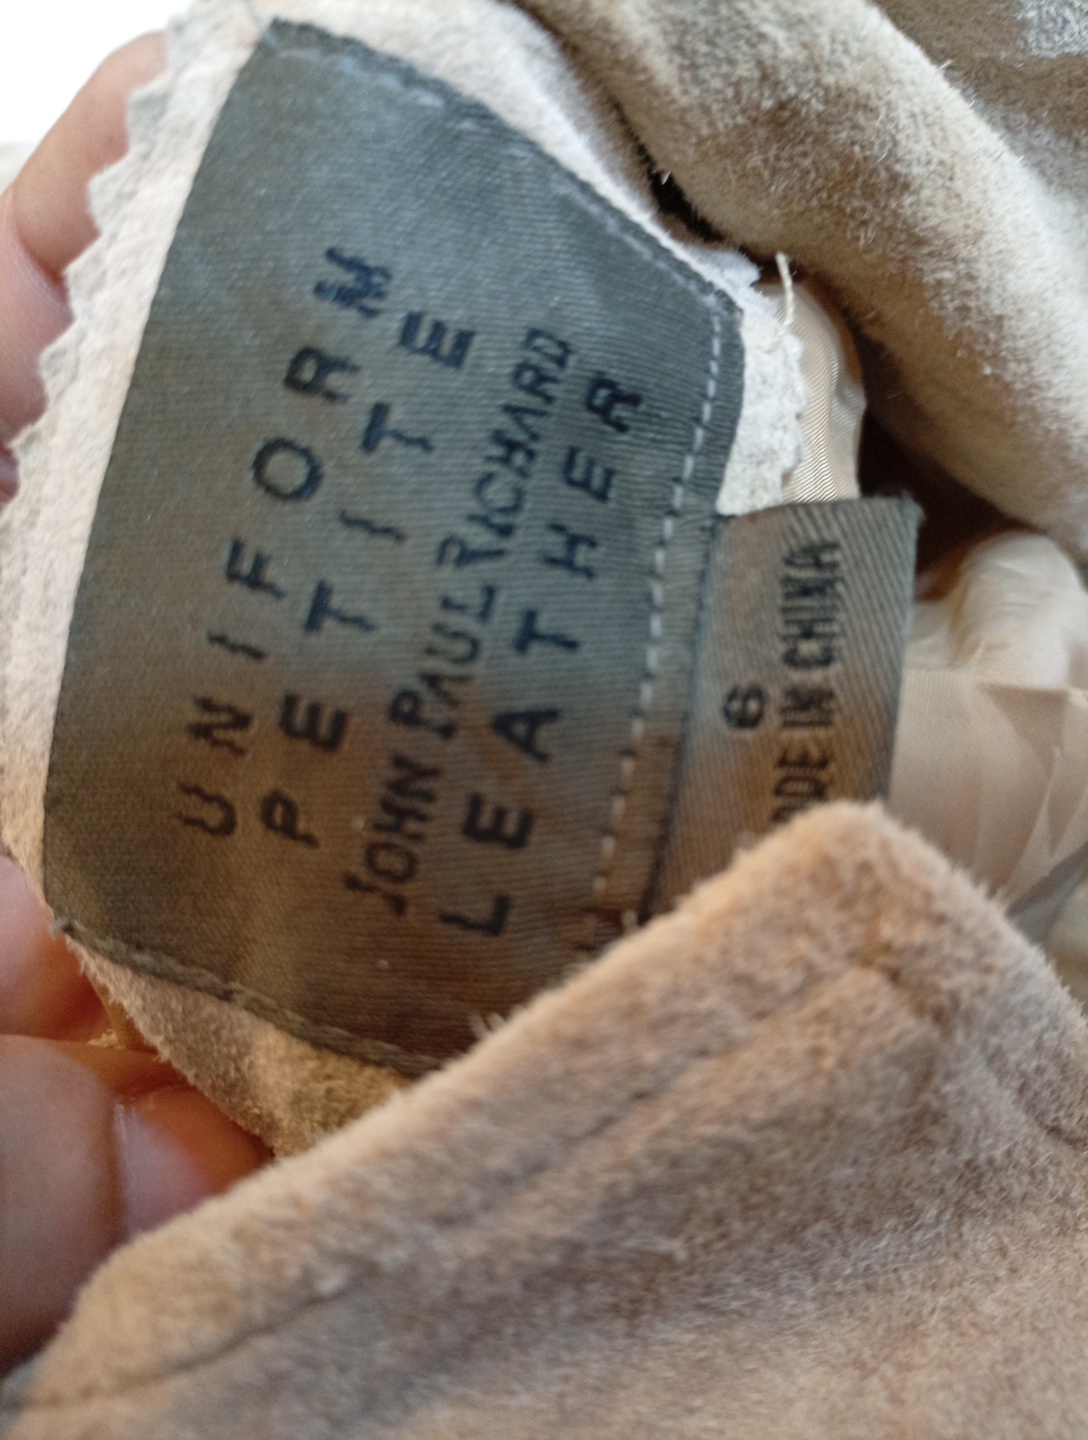 UNIFORM
PETITE
JOHN PAUL RICHARD
LEATHER
6
MADE IN CHINA